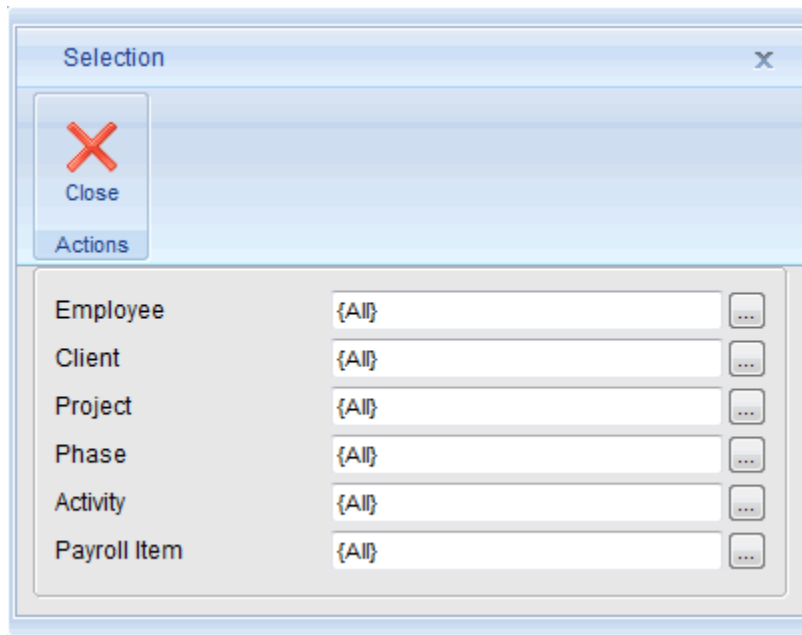 Selection
Close
Actions
Employee {All} ...
Client {All} ...
Project {All} ...
Phase {All} ...
Activity {All} ...
Payroll Item {All} ...